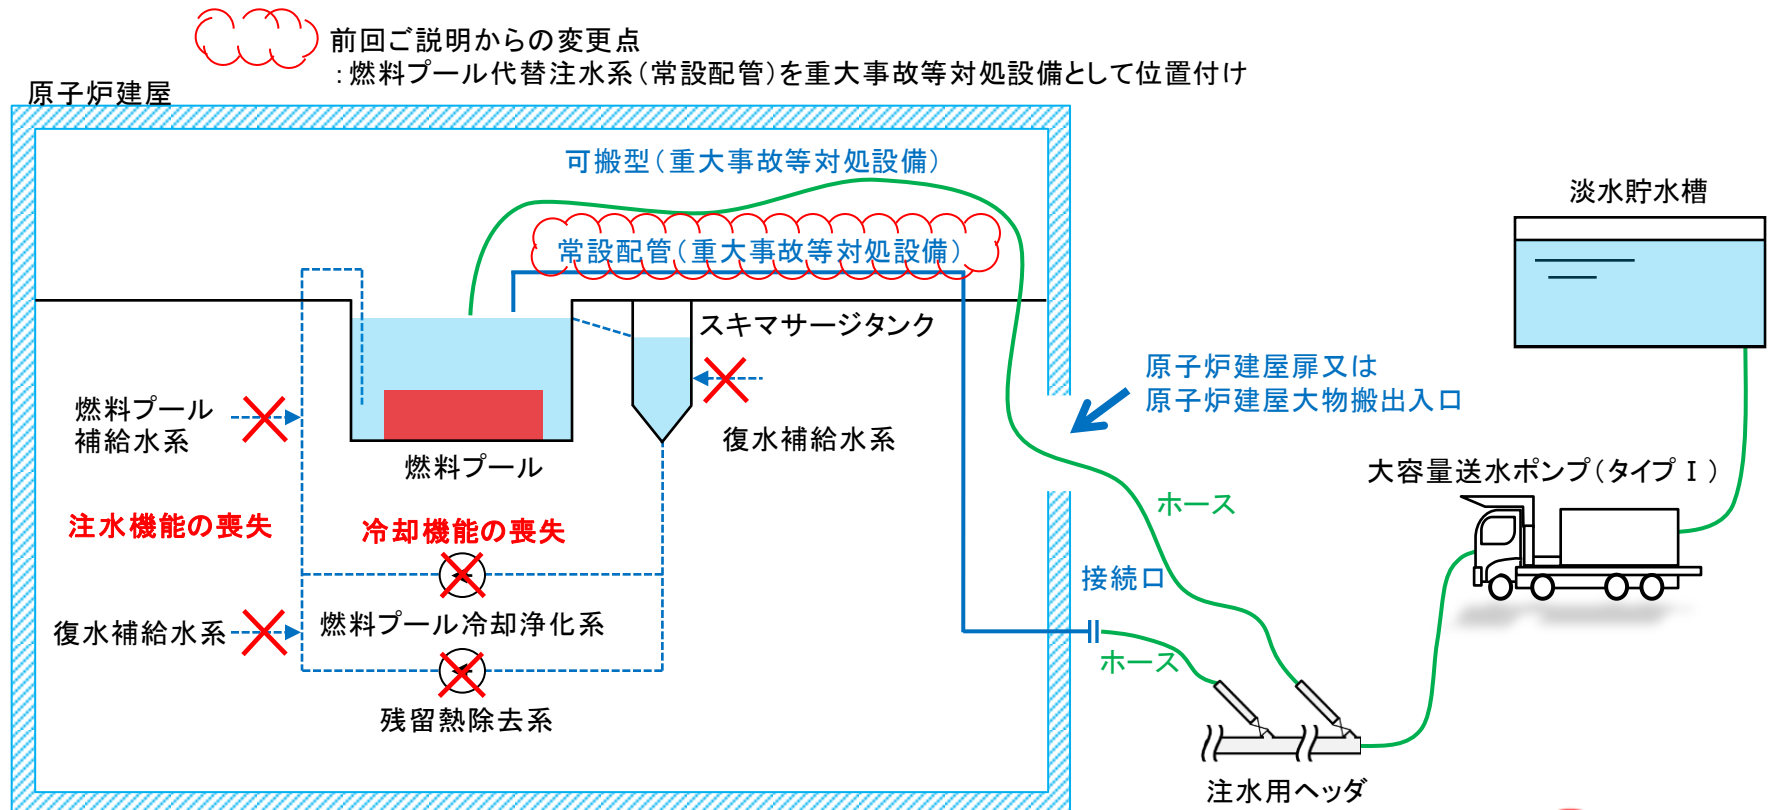 前回ご説明からの変更点
：燃料プール代替注水系（常設配管）を重大事故等対処設備として位置付け
原子炉建屋
可搬型（重大事故等対処設備）
常設配管（重大事故等対処設備）
淡水貯水槽
スキマサージタンク
原子炉建屋扉又は
原子炉建屋大物搬出入口
燃料プール
補給水系
復水補給水系
燃料プール
大容量送水ポンプ（タイプⅠ）
注水機能の喪失
冷却機能の喪失
ホース
接続口
復水補給水系
燃料プール冷却浄化系
ホース
残留熱除去系
注水用ヘッダ